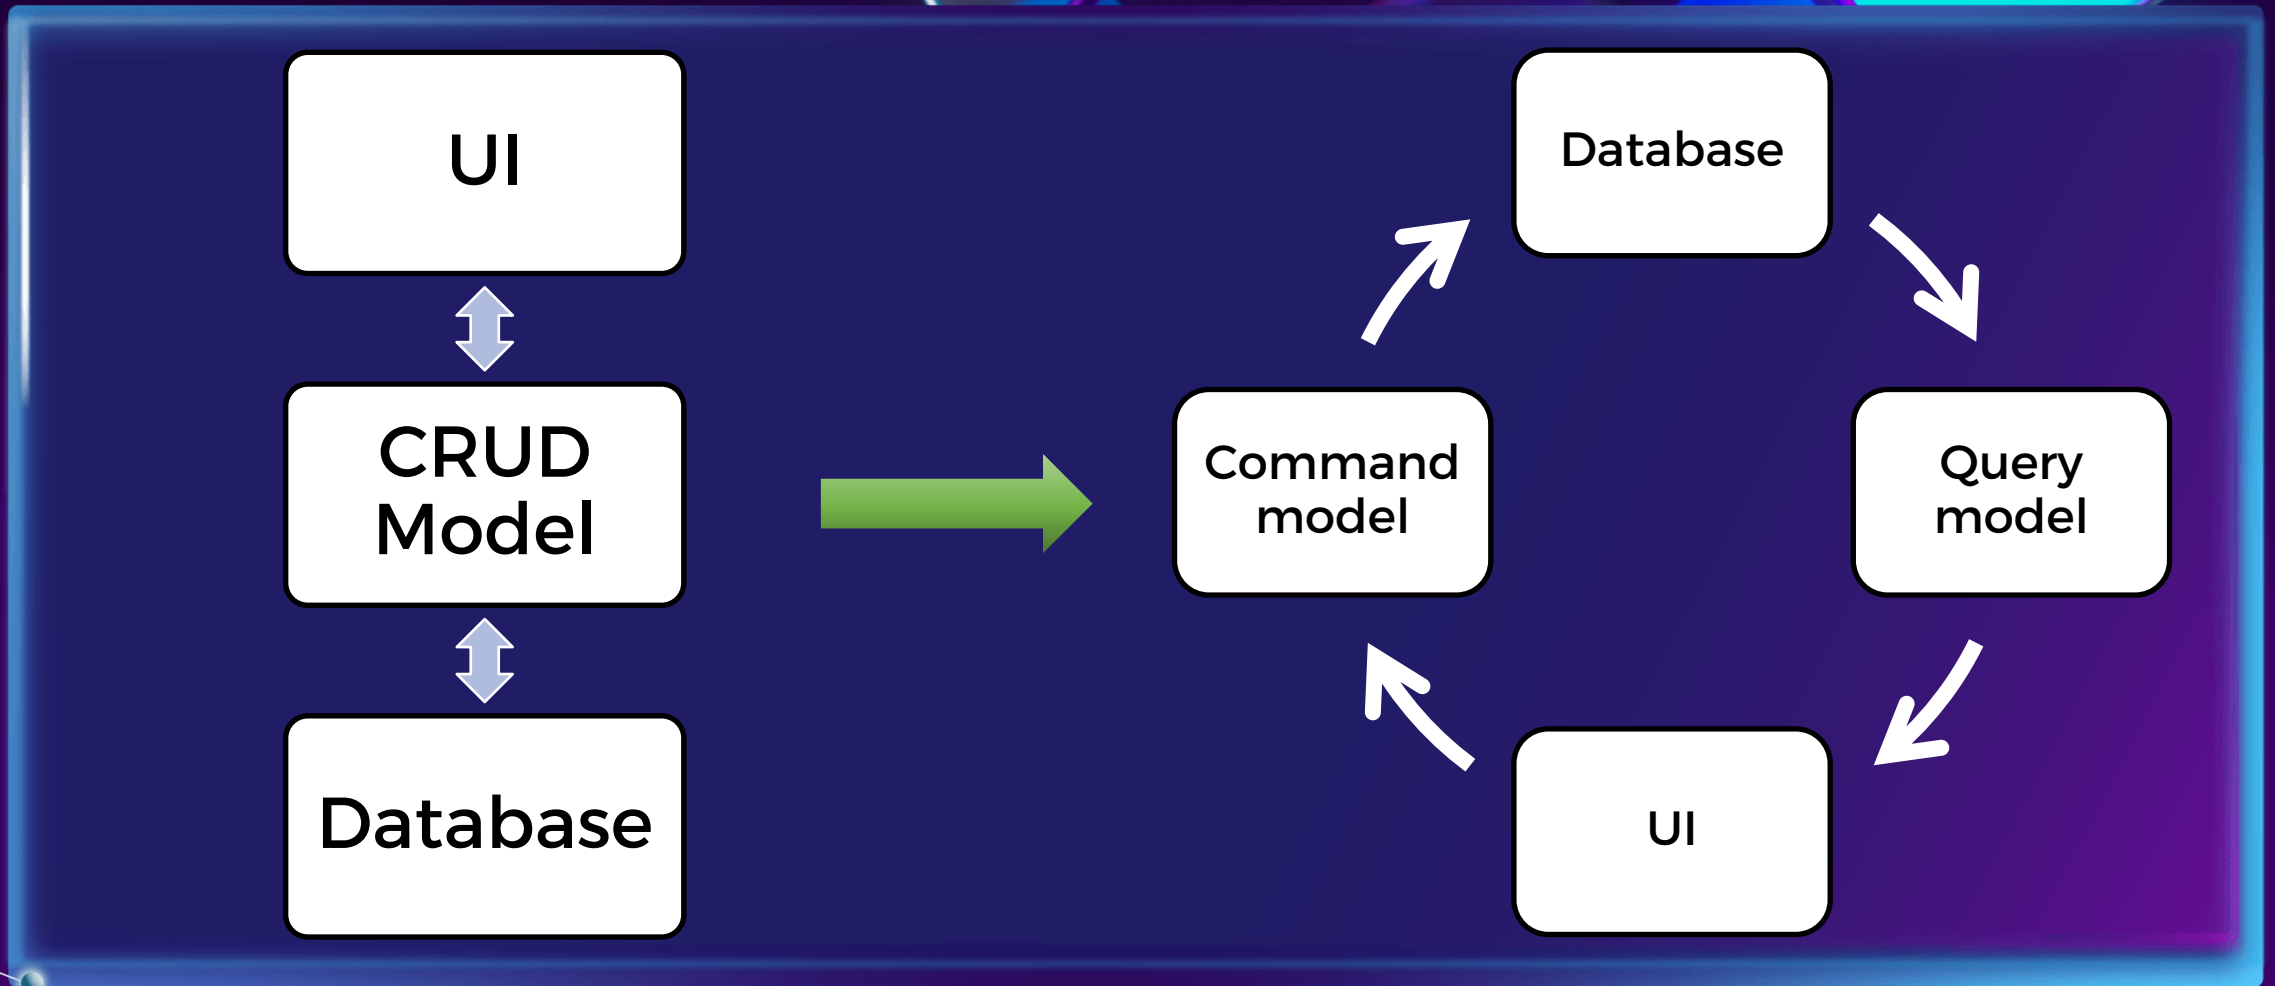 UI
CRUD
Model
Database
Database
Command
model
Query
model
UI